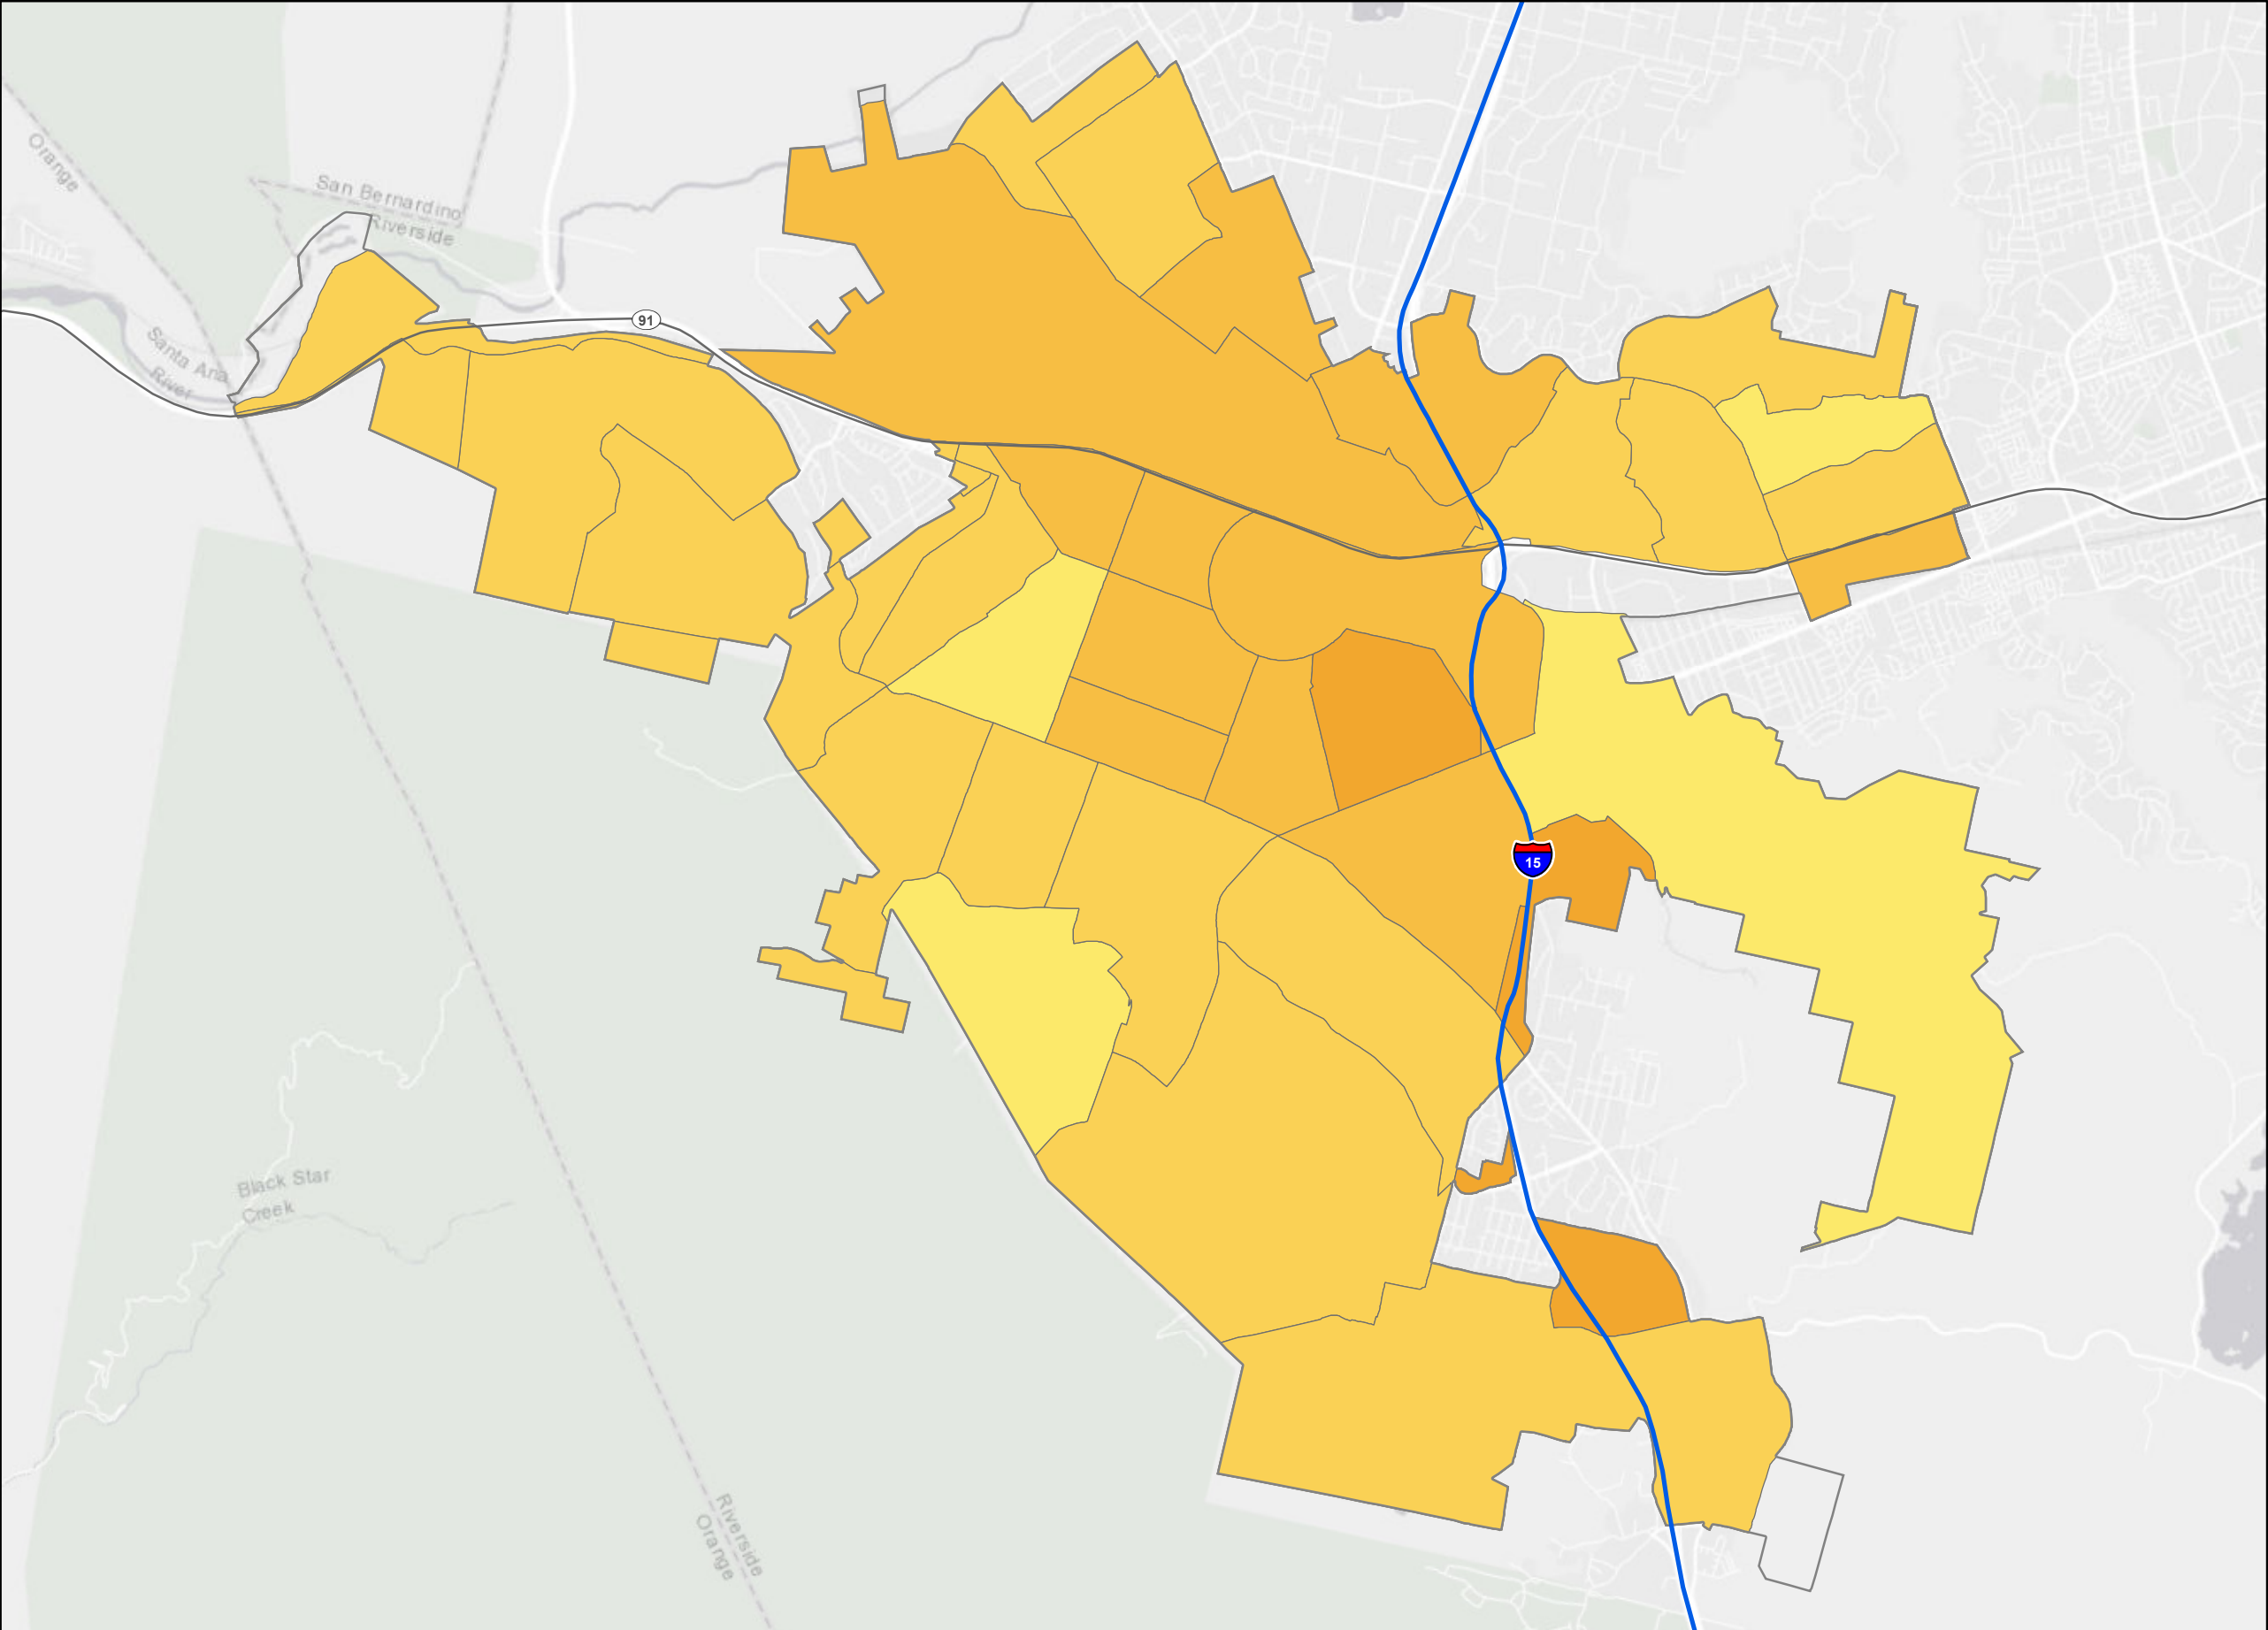 Orange
San Bernardino
Riverside
91
Santa Ana
River
15
Black Star
Creek
Riverside
Orange